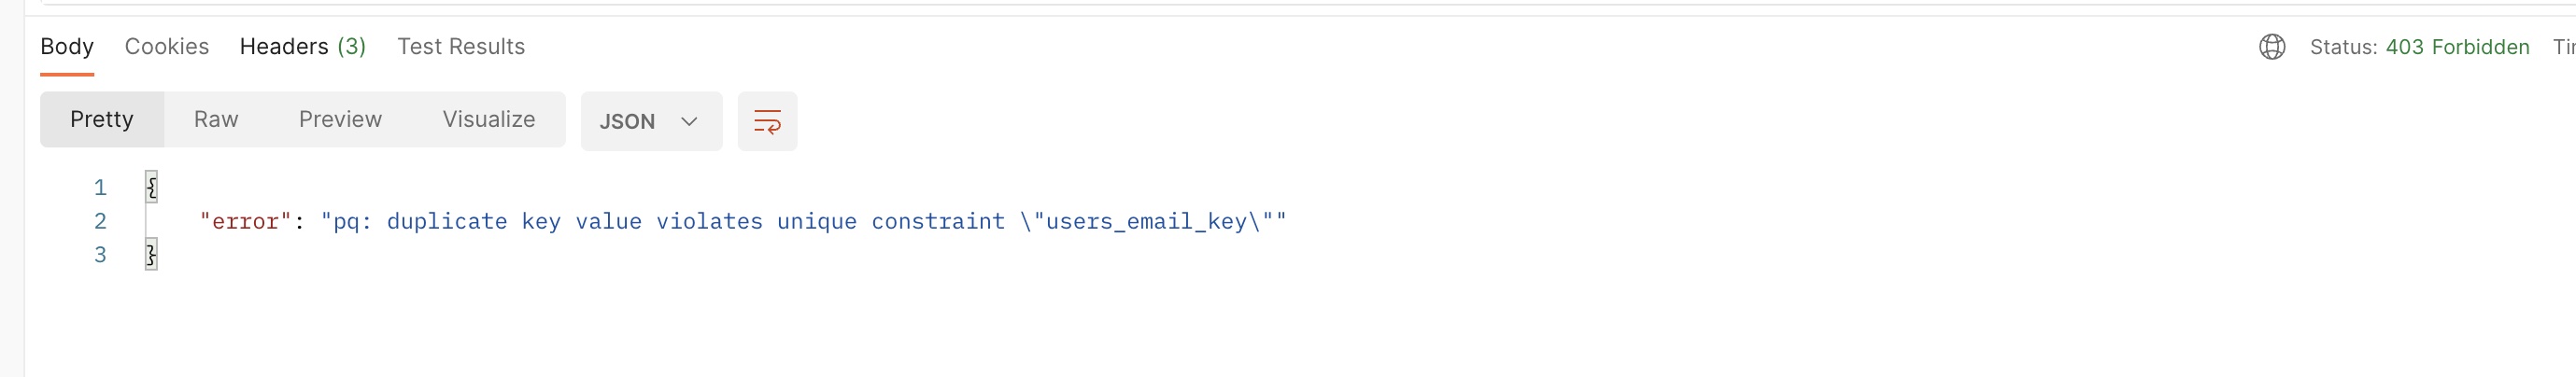 Body Cookies Headers (3) Test Results Status: 403 Forbidden
Pretty Raw Preview Visualize JSON
1 {
2 "error": "pq: duplicate key value violates unique constraint \"users_email_key\""
3 }